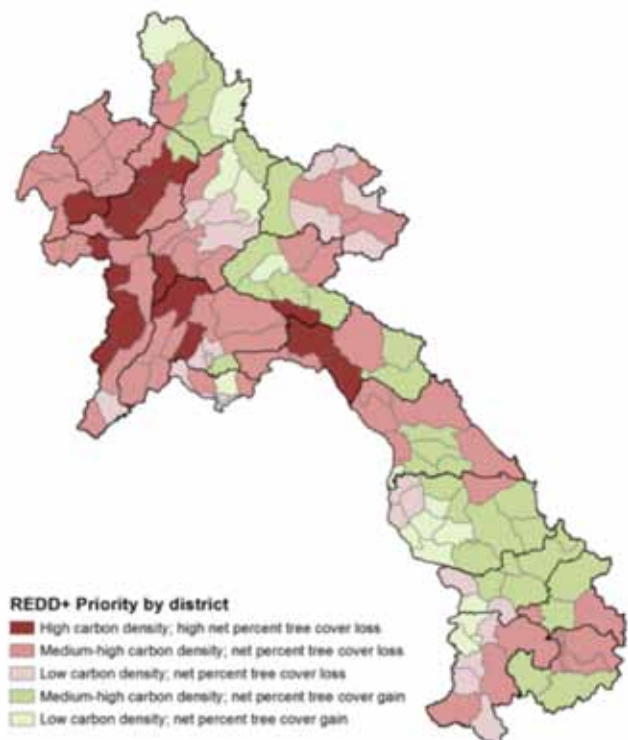 REDD+ Priority by district
High carbon density; high net percent tree cover loss
Medium-high carbon density; net percent tree cover loss
Low carbon density; net percent tree cover loss
Medium-high carbon density; net percent tree cover gain
Low carbon density; net percent tree cover gain